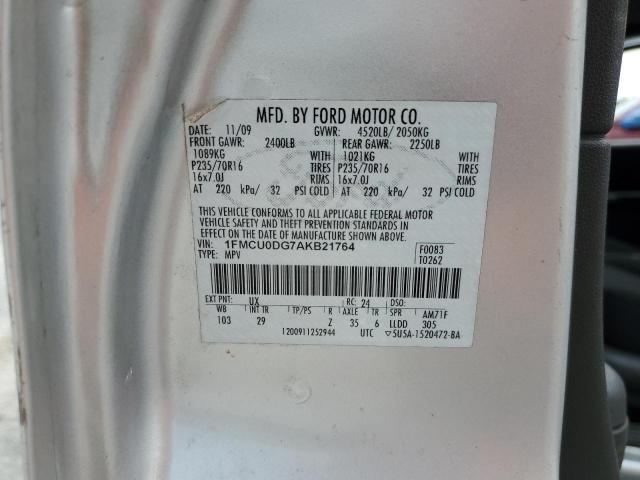 MFD. BY FORD MOTOR CO.
DATE: 11/09 GVWR: 4520LB/ 2050KG
FRONT GAWR: 2400LB REAR GAWR: 2250LB
1089KG WITH 1021KG WITH
P235/70R16 TIRES P235/70R16 TIRES
16x7.0J RIMS 16x7.0J RIMS
AT 220 kPa/ 32 PSI COLD AT 220 kPa/ 32 PSI COLD
THIS VEHICLE CONFORMS TO ALL APPLICABLE FEDERAL MOTOR
VEHICLE SAFETY AND THEFT PREVENTION STANDARDS IN EFFECT
ON THE DATE OF MANUFACTURE SHOWN ABOVE.
VIN: 1FMCU0DG7AKB21764 F0083
TYPE: MPV T0262
EXT PNT: UX RC: 24 DSO:
WB INT TR TP/PS R AXLE TR SPR AM71F
103 29 Z 35 6 LLDD 305
1200911252944 UTC ▽5U5A-1520472-BA